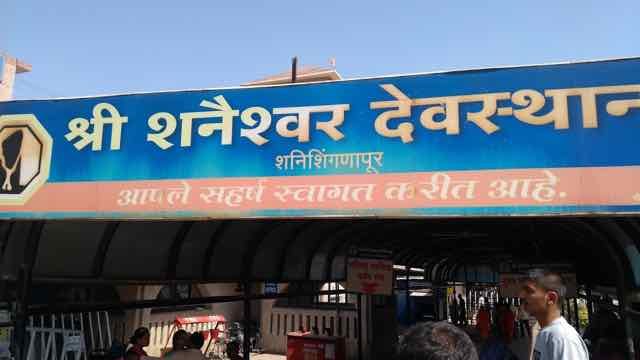 श्री शनैश्वर देवस्थान
शनिशिंगणापूर
आपले सहर्ष स्वागत करीत आहे.